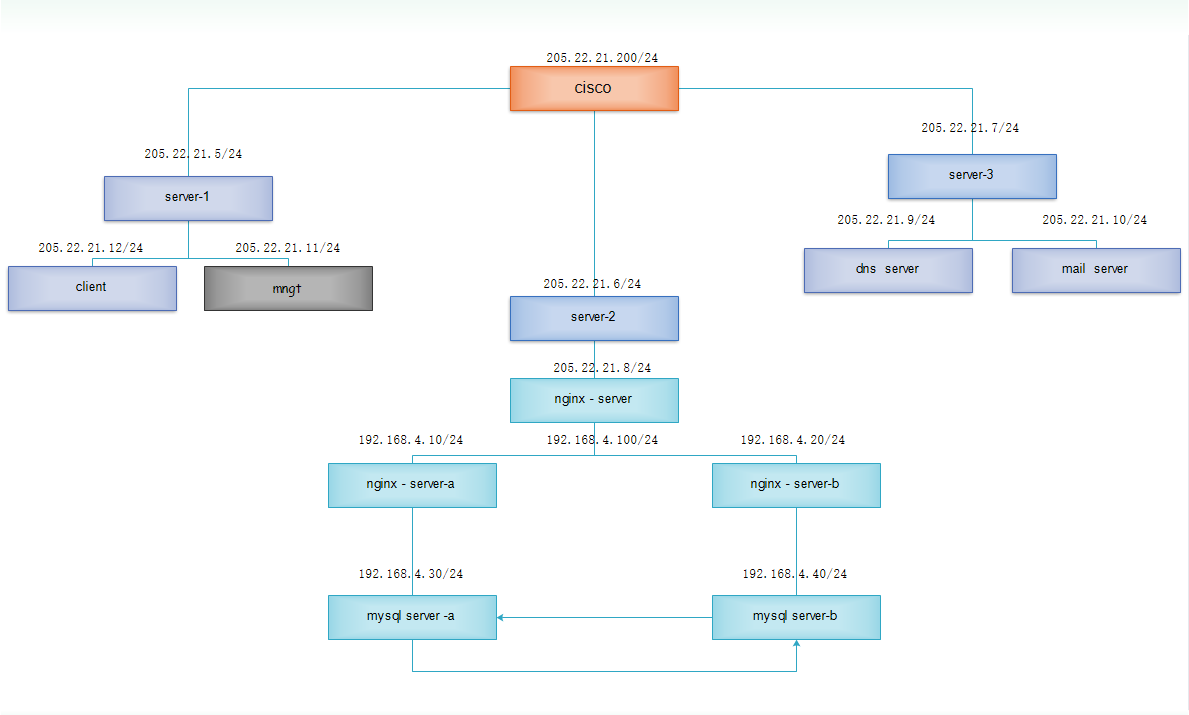 205.22.21.200/24
cisco
205.22.21.7/24
205.22.21.5/24
server-3
server-1
205.22.21.9/24
205.22.21.10/24
205.22.21.12/24
205.22.21.11/24
dns server
mail server
client
mngt
205.22.21.6/24
server-2
205.22.21.8/24
nginx - server
192.168.4.10/24
192.168.4.100/24
192.168.4.20/24
nginx - server-a
nginx - server-b
192.168.4.30/24
192.168.4.40/24
mysql server -a
mysql server-b